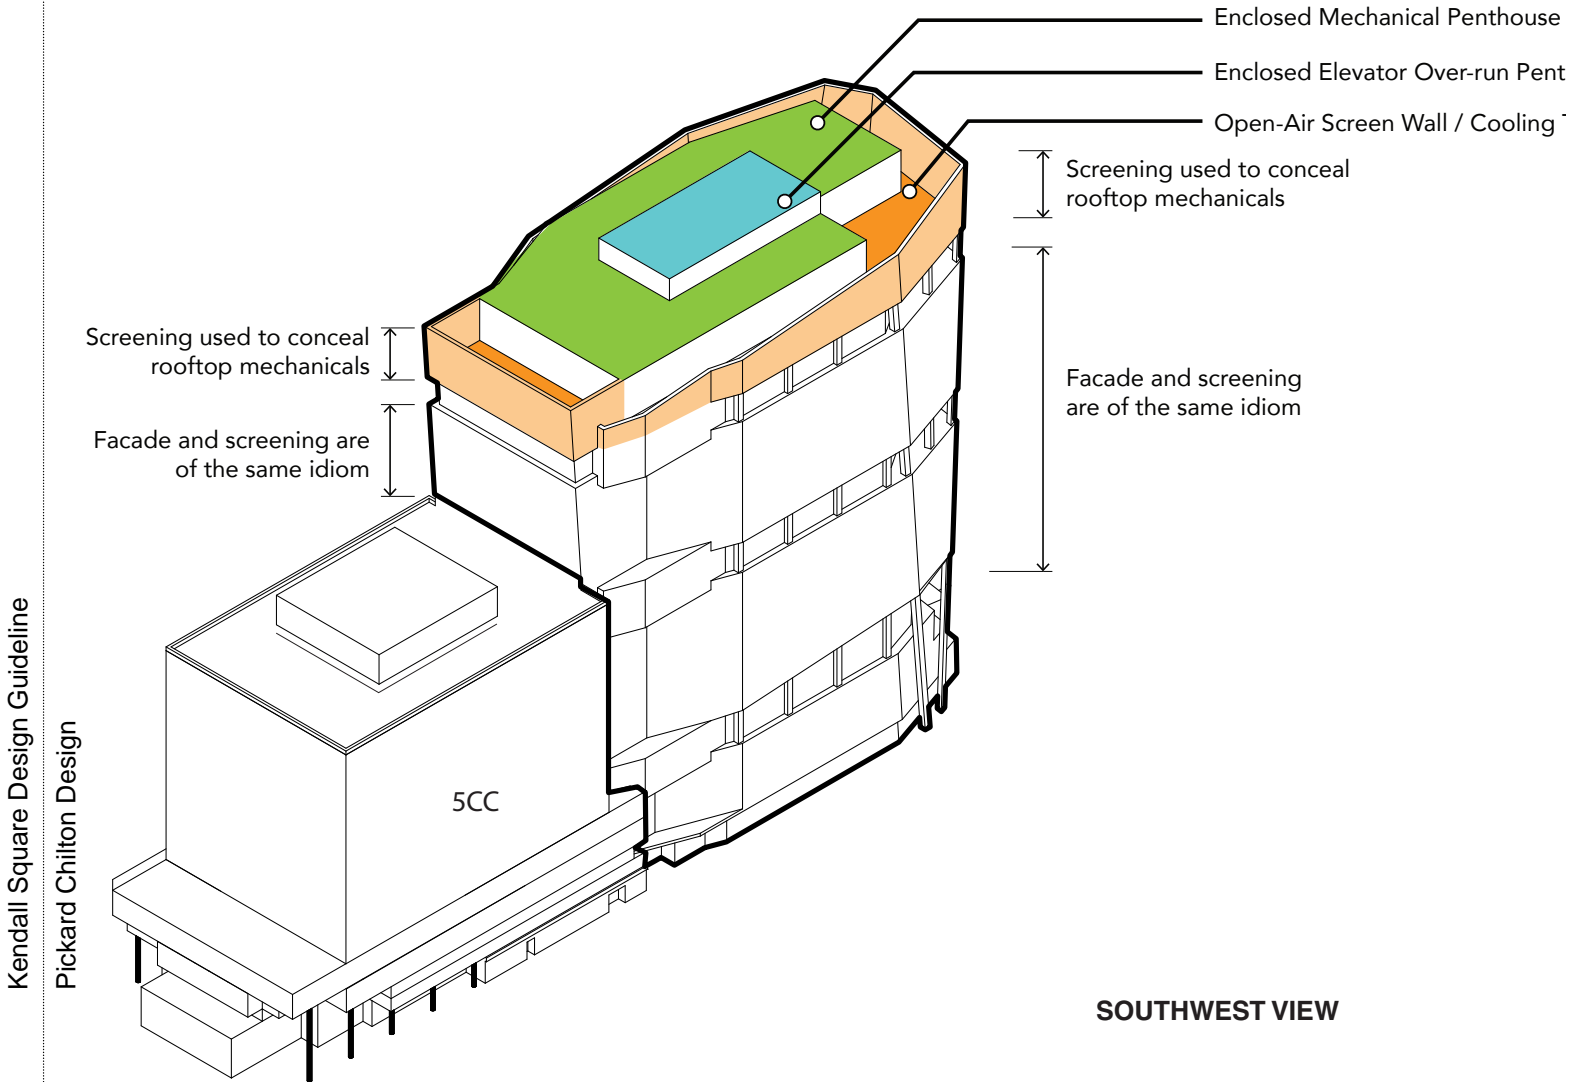 Enclosed Mechanical Penthouse
Enclosed Elevator Over-run Pent
Open-Air Screen Wall / Cooling
Screening used to conceal
rooftop mechanicals
Screening used to conceal
rooftop mechanicals
Facade and screening
are of the same idiom
Facade and screening are
of the same idiom
5CC
Kendall Square Design Guideline
Pickard Chilton Design
SOUTHWEST VIEW